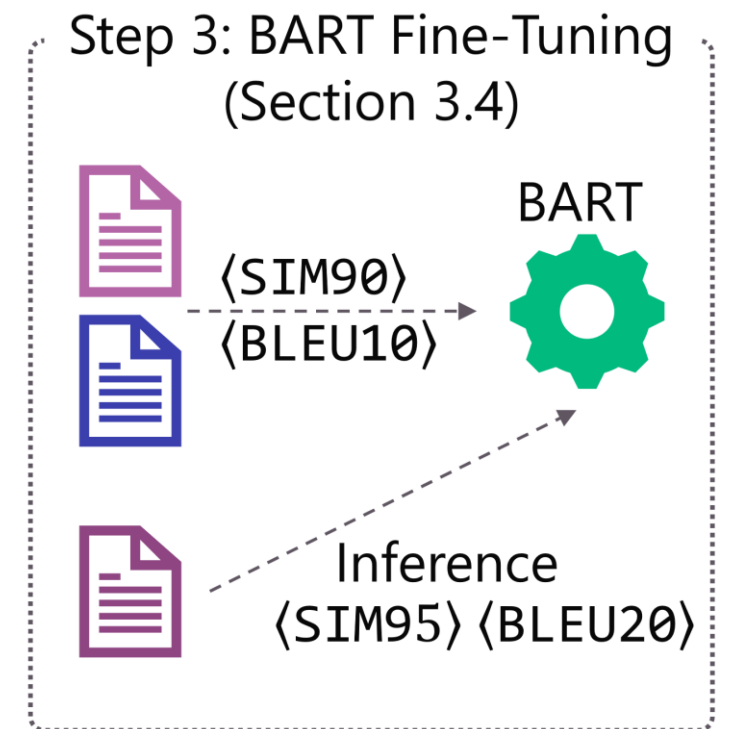 Step 3: BART Fine-Tuning
(Section 3.4)
BART
⟨SIM90⟩
⟨BLEU10⟩
Inference
⟨SIM95⟩ ⟨BLEU20⟩